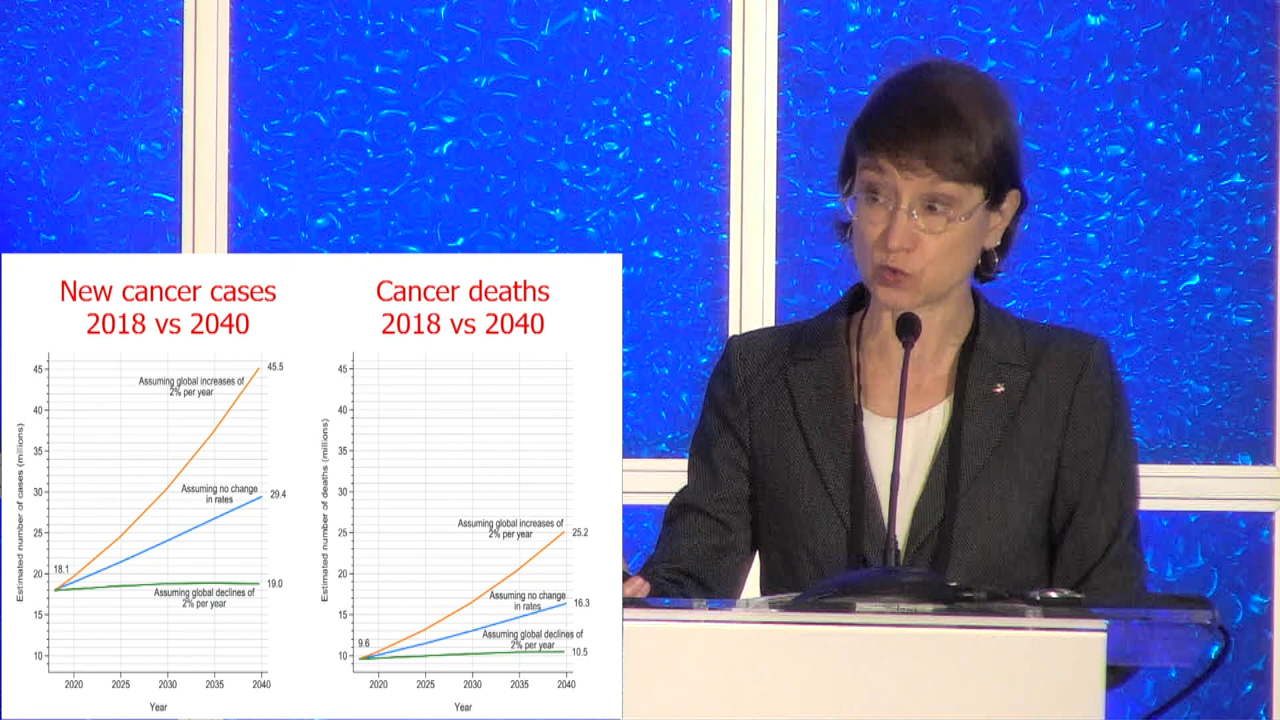 New cancer cases
2018 vs 2040
45
40
35
30
25
20
15
10
Estimated number of cases (millions)
Assuming global increases of
2% per year
45.5
Assuming no change
in rates
29.4
18.1
19.0
Assuming global declines of
2% per year
2020
2025
2030
2035
2040
Year
Cancer deaths
2018 vs 2040
45
40
35
30
25
20
15
10
Estimated number of deaths (millions)
Assuming global increases of
2% per year
25.2
Assuming no change
in rates
16.3
Assuming global declines of
2% per year
9.6
10.5
2020
2025
2030
2035
2040
Year